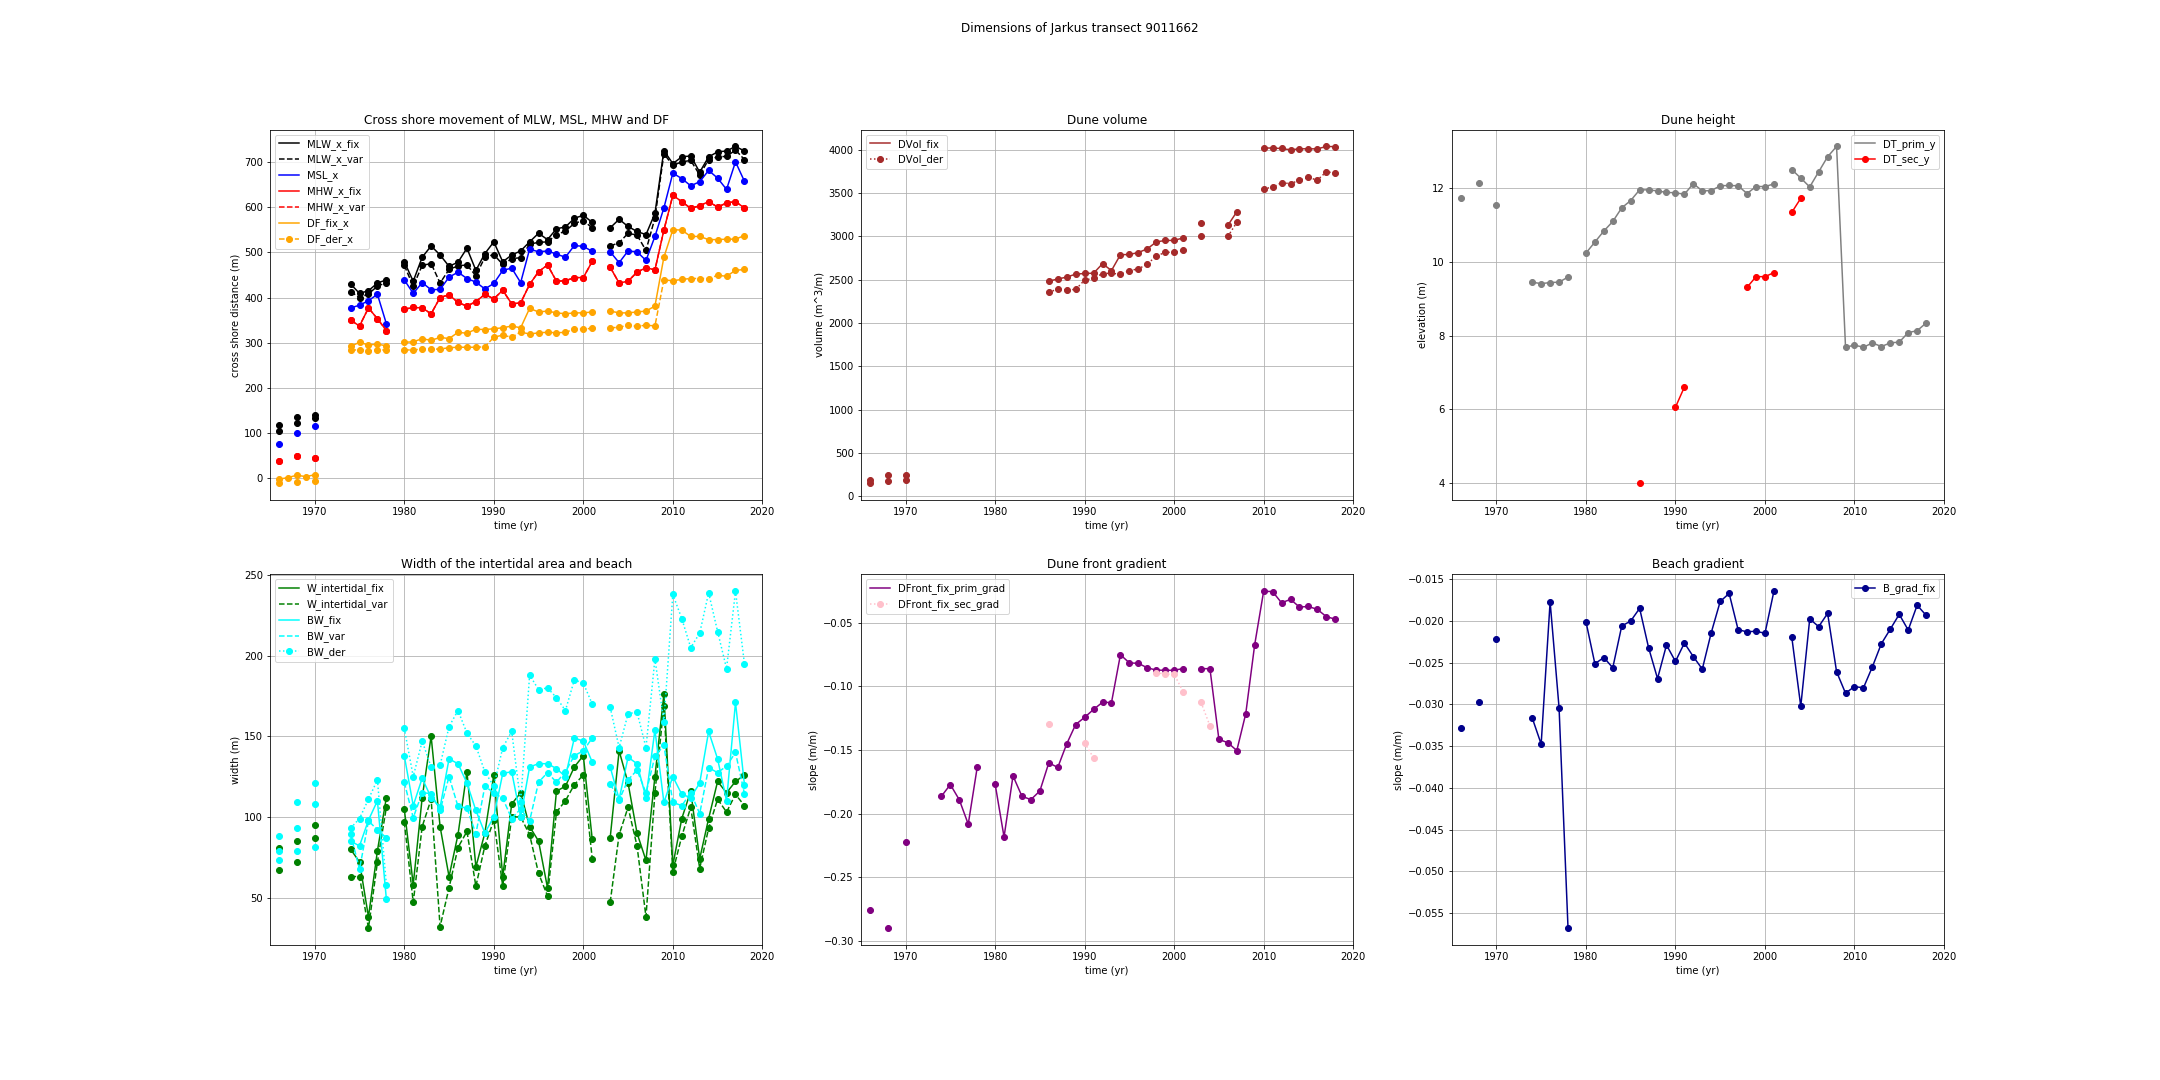 Dimensions of Jarkus transect 9011662
Cross shore movement of MLW, MSL, MHW and DF
MLW_x_fix
MLW_x_var
MSL_x
MHW_x_fix
MHW_x_var
DF_fix_x
DF_der_x
cross shore distance (m)
700
600
500
400
300
200
100
0
1970 1980 1990 2000 2010 2020
time (yr)
Dune volume
DVol_fix
DVol_der
volume (m^3/m)
4000
3500
3000
2500
2000
1500
1000
500
0
1970 1980 1990 2000 2010 2020
time (yr)
Dune height
DT_prim_y
DT_sec_y
elevation (m)
12
10
8
6
4
1970 1980 1990 2000 2010 2020
time (yr)
Width of the intertidal area and beach
W_intertidal_fix
W_intertidal_var
BW_fix
BW_var
BW_der
width (m)
250
200
150
100
50
1970 1980 1990 2000 2010 2020
time (yr)
Dune front gradient
DFront_fix_prim_grad
DFront_fix_sec_grad
slope (m/m)
−0.05
−0.10
−0.15
−0.20
−0.25
−0.30
1970 1980 1990 2000 2010 2020
time (yr)
Beach gradient
B_grad_fix
slope (m/m)
−0.015
−0.020
−0.025
−0.030
−0.035
−0.040
−0.045
−0.050
−0.055
1970 1980 1990 2000 2010 2020
time (yr)